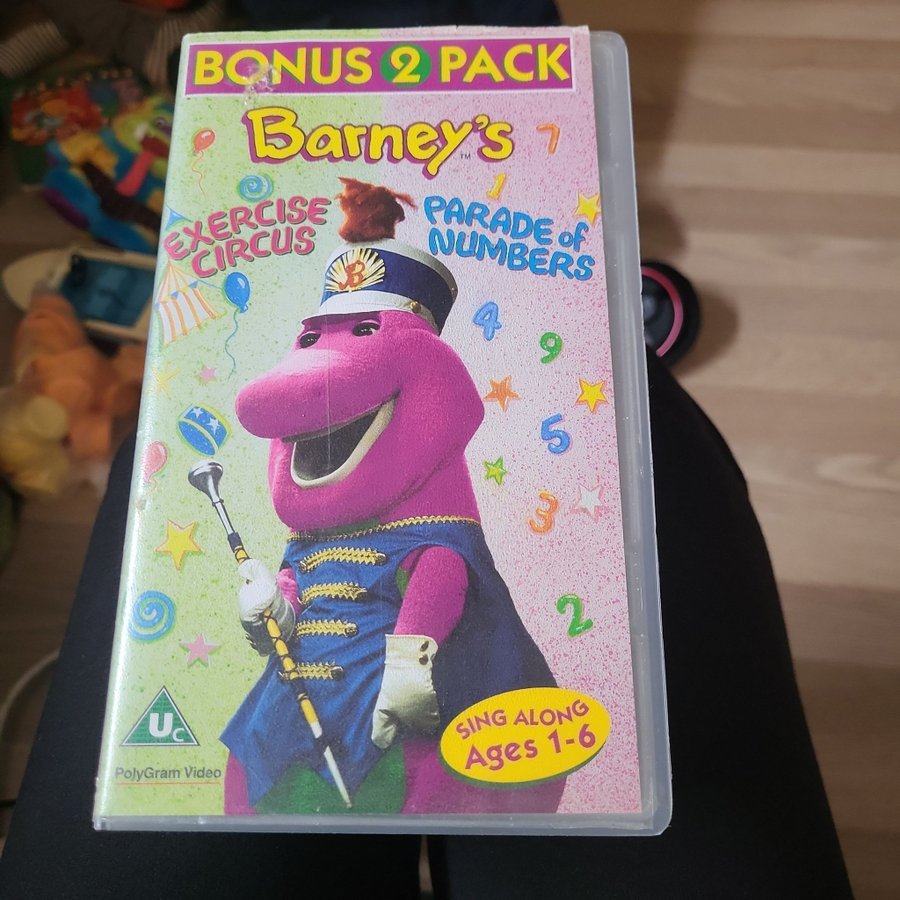 BONUS 2 PACK
Barney's™
EXERCISE
CIRCUS
PARADE of
NUMBERS
7
1
B
4
9
5
3
2
SING ALONG
Ages 1-6
Uc
PolyGram Video